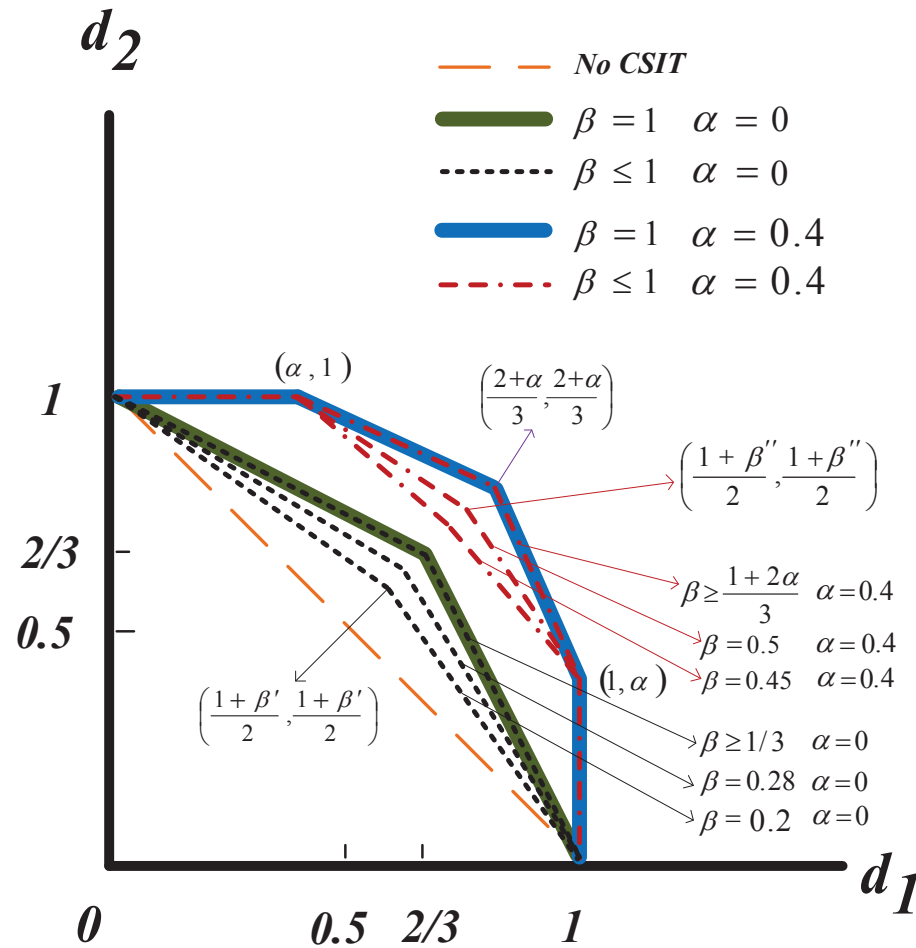 d2
No CSIT
β = 1 α = 0
β ≤ 1 α = 0
β = 1 α = 0.4
β ≤ 1 α = 0.4
(α , 1)
1
(2+α/3 , 2+α/3)
(1+ β''/2 , 1+ β''/2)
2/3
β ≥ 1+2α/3 α = 0.4
0.5
β = 0.5 α = 0.4
β = 0.45 α = 0.4
(1, α)
(1+ β'/2 , 1+ β'/2)
β ≥ 1/3 α=0
β = 0.28 α=0
β = 0.2 α=0
d1
0 0.5 2/3 1